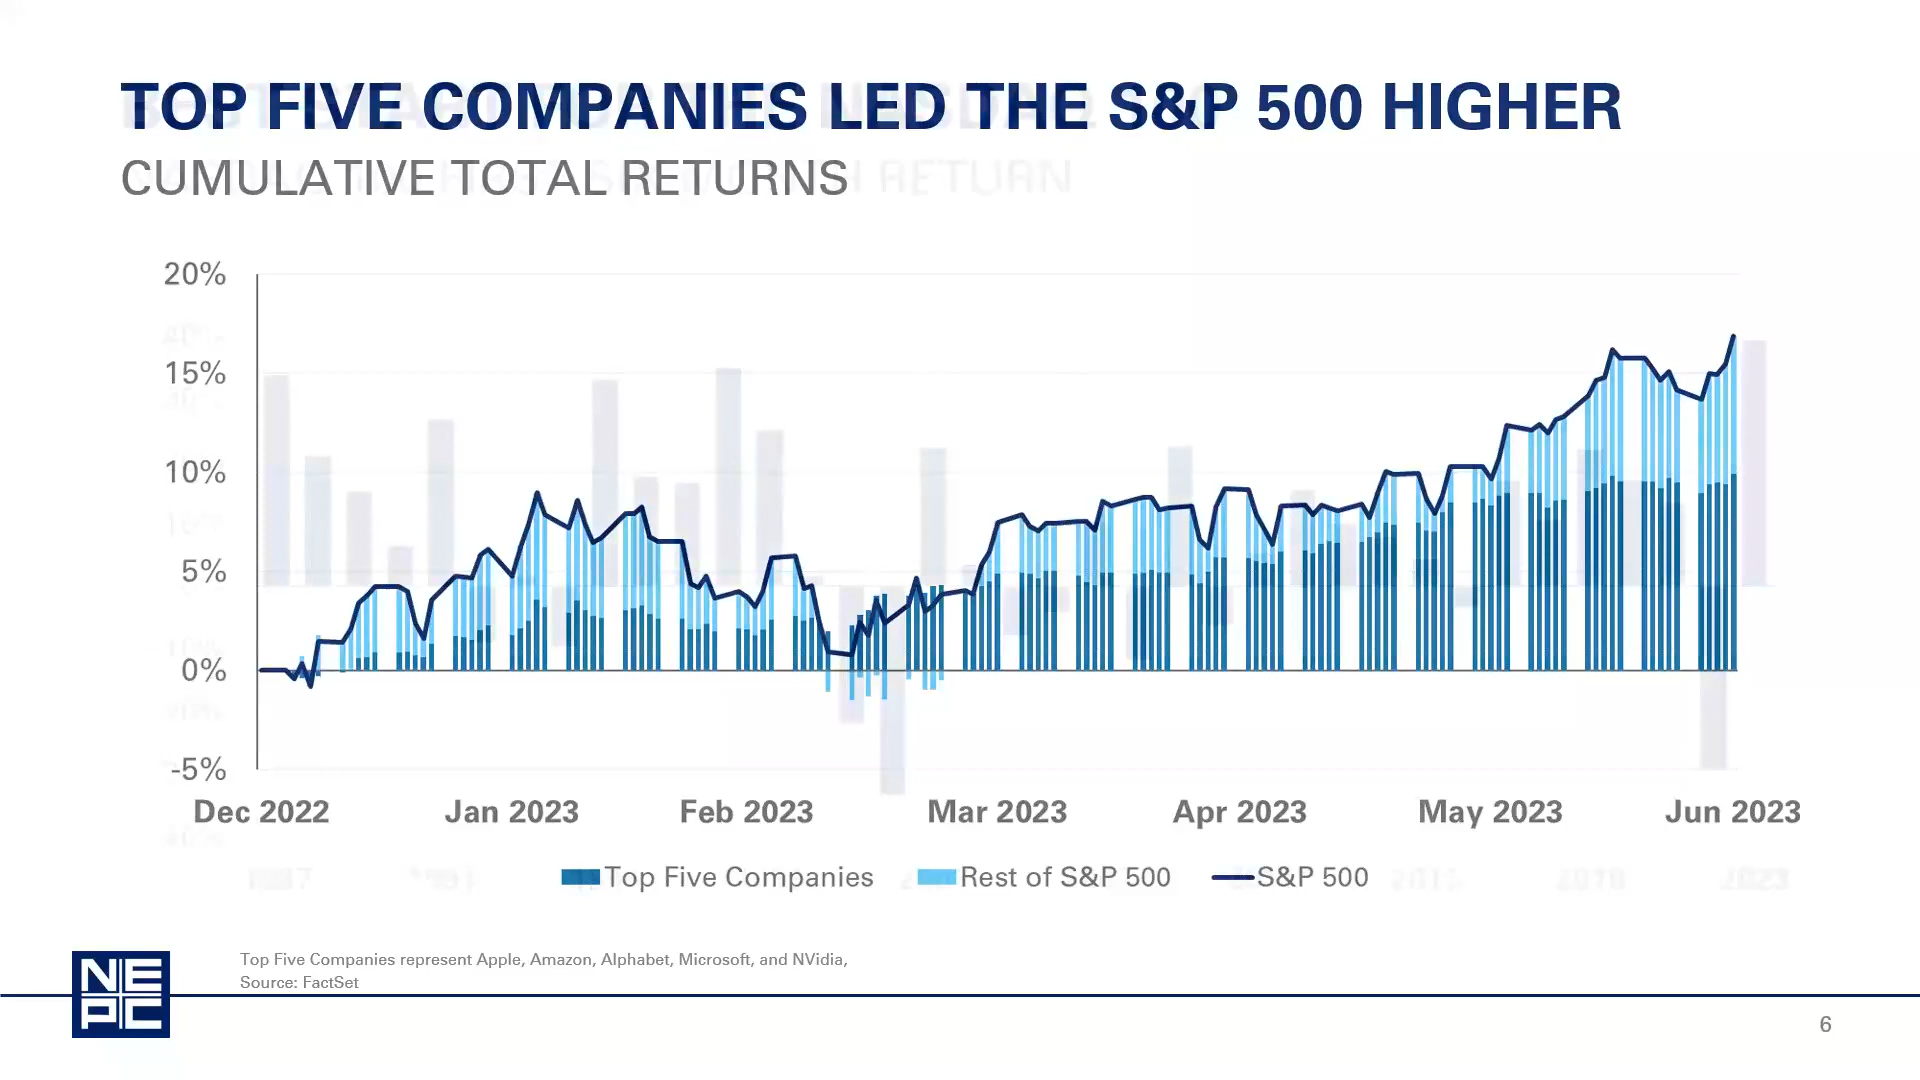 TOP FIVE COMPANIES LED THE S&P 500 HIGHER
CUMULATIVE TOTAL RETURNS
20%
15%
10%
5%
0%
-5%
Dec 2022 Jan 2023 Feb 2023 Mar 2023 Apr 2023 May 2023 Jun 2023
Top Five Companies Rest of S&P 500 S&P 500
Top Five Companies represent Apple, Amazon, Alphabet, Microsoft, and NVidia,
Source: FactSet
NEPC
6